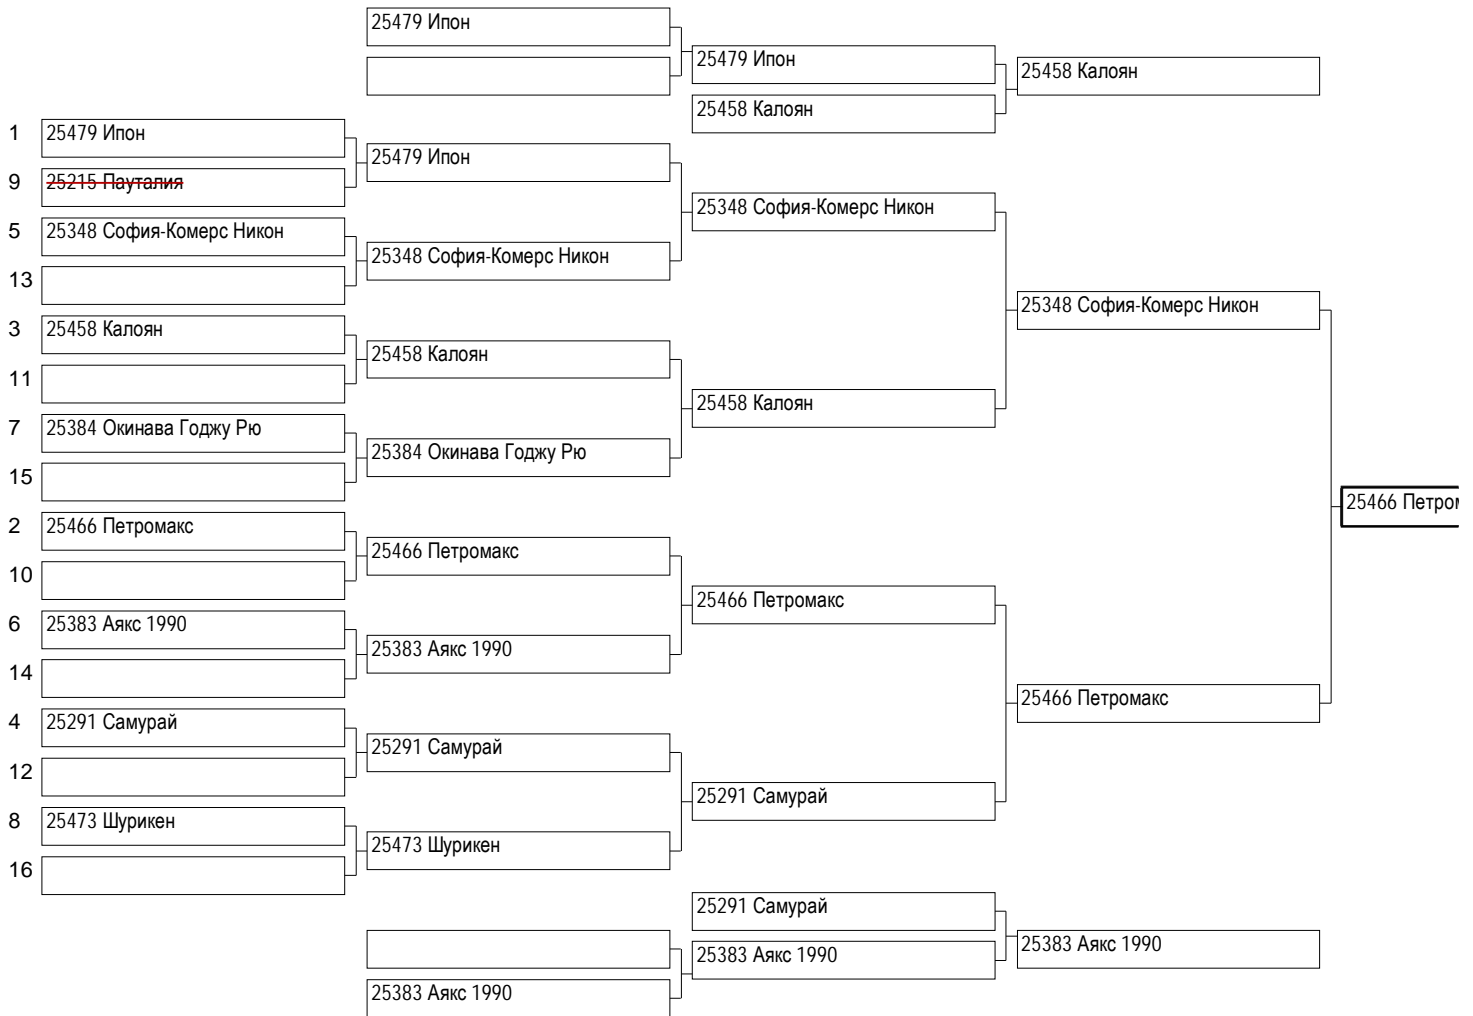 25479 Ипон
25479 Ипон
25458 Калоян
25458 Калоян
1 25479 Ипон
25479 Ипон
9 25215 Пауталия
25348 София-Комерс Никон
5 25348 София-Комерс Никон
25348 София-Комерс Никон
13
25348 София-Комерс Никон
3 25458 Калоян
25458 Калоян
11
25458 Калоян
7 25384 Окинава Годжу Рю
25384 Окинава Годжу Рю
15
25466 Петром
2 25466 Петромакс
25466 Петромакс
10
25466 Петромакс
6 25383 Аякс 1990
25383 Аякс 1990
14
25466 Петромакс
4 25291 Самурай
25291 Самурай
12
25291 Самурай
8 25473 Шурикен
25473 Шурикен
16
25291 Самурай
25383 Аякс 1990
25383 Аякс 1990
25383 Аякс 1990